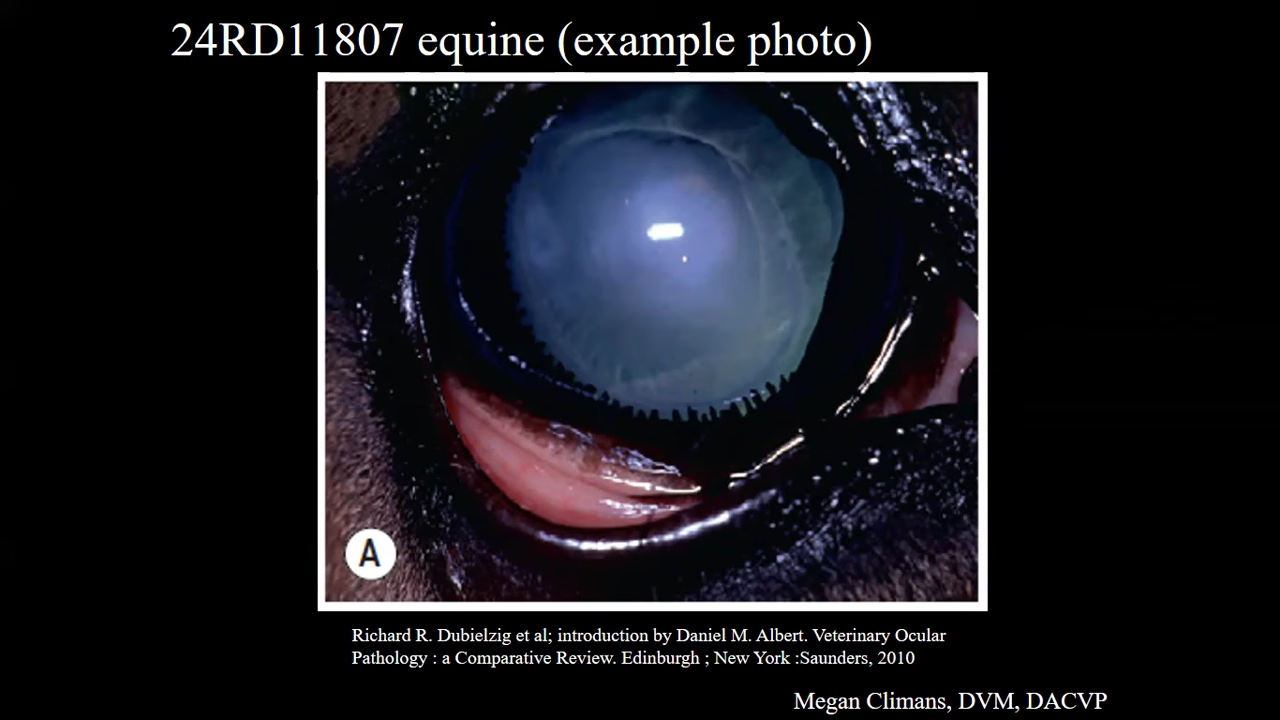 24RD11807 equine (example photo)
A
Richard R. Dubielzig et al; introduction by Daniel M. Albert. Veterinary Ocular
Pathology : a Comparative Review. Edinburgh ; New York :Saunders, 2010
Megan Climans, DVM, DACVP